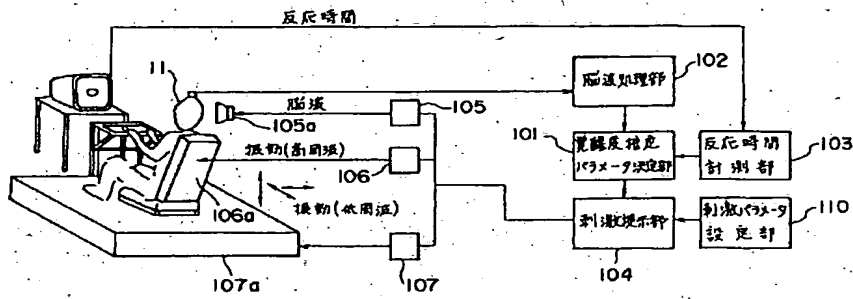 反応時間
11
脳波
105a
105
脳波処理部
102
101
覚醒度推定
パラメータ決定部
反応時間
計測部
103
振動(高周波)
106
106a
振動(低周波)
刺激提示部
104
刺激パラメータ
設定部
110
107
107a